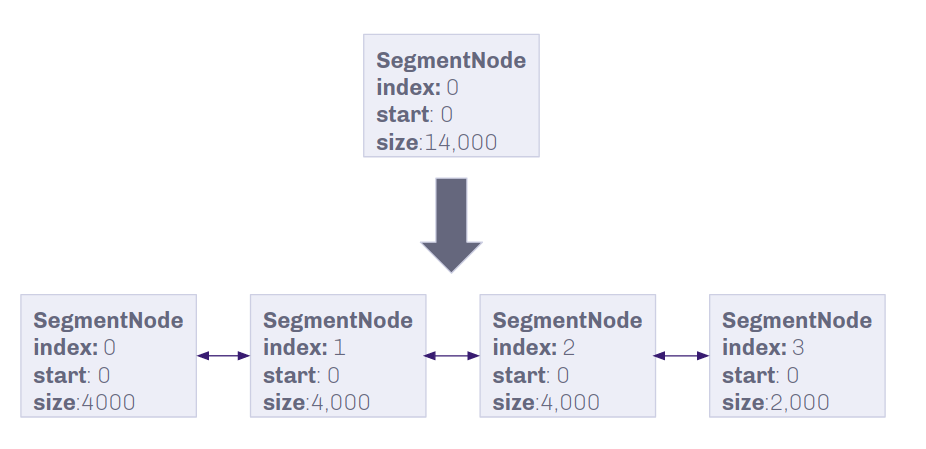 SegmentNode
index: 0
start: 0
size:14,000
SegmentNode
index: 0
start: 0
size:4000
SegmentNode
index: 1
start: 0
size:4,000
SegmentNode
index: 2
start: 0
size:4,000
SegmentNode
index: 3
start: 0
size:2,000